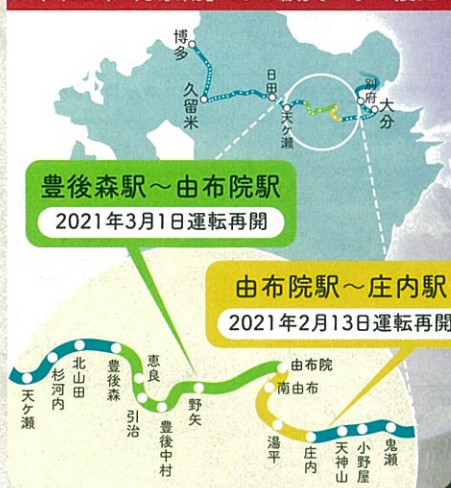 博多
久留米
日田
天ケ瀬
別府
大分
豊後森駅～由布院駅
2021年3月1日運転再開
由布院駅～庄内駅
2021年2月13日運転再開
天ケ瀬
杉河内
北山田
豊後森
恵良
引治
豊後中村
野矢
由布院
南由布
湯平
庄内
天神山
小野屋
鬼瀬